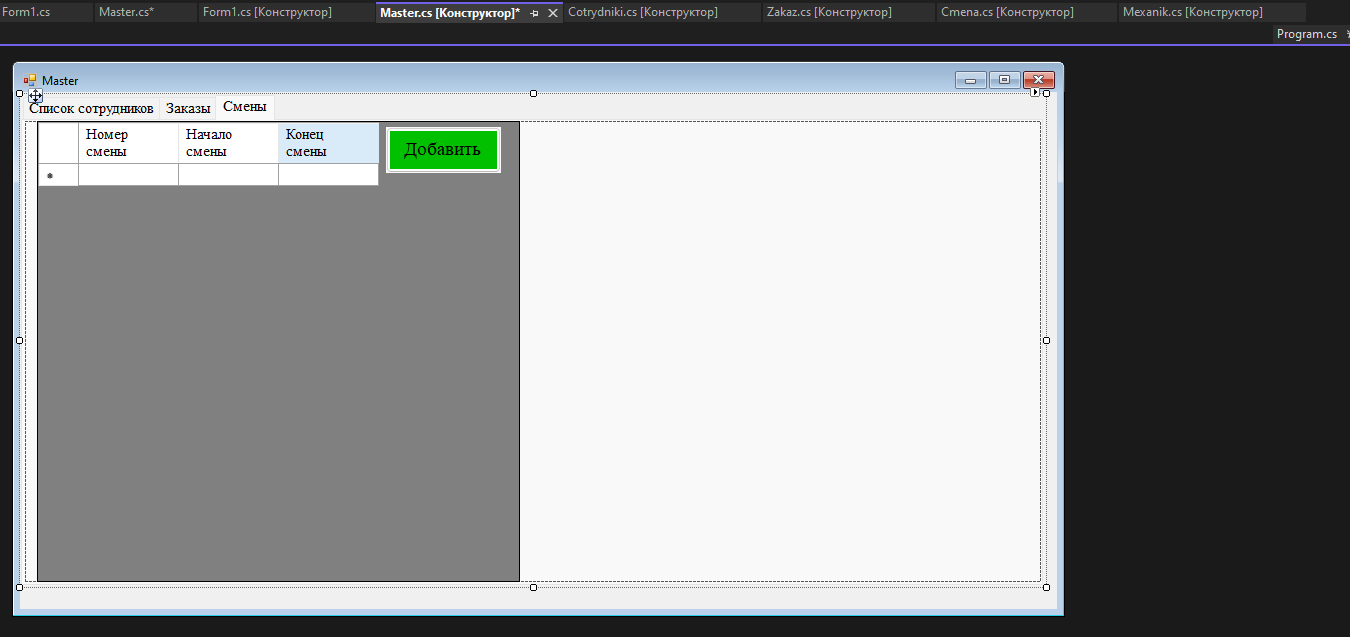 Form1.cs
Master.cs*
Form1.cs [Конструктор]
Master.cs [Конструктор]*
Cotrydniki.cs [Конструктор]
Zakaz.cs [Конструктор]
Cmena.cs [Конструктор]
Mexanik.cs [Конструктор]
Program.cs
Master
Список сотрудников
Заказы
Смены
Номер
смены
Начало
смены
Конец
смены
Добавить